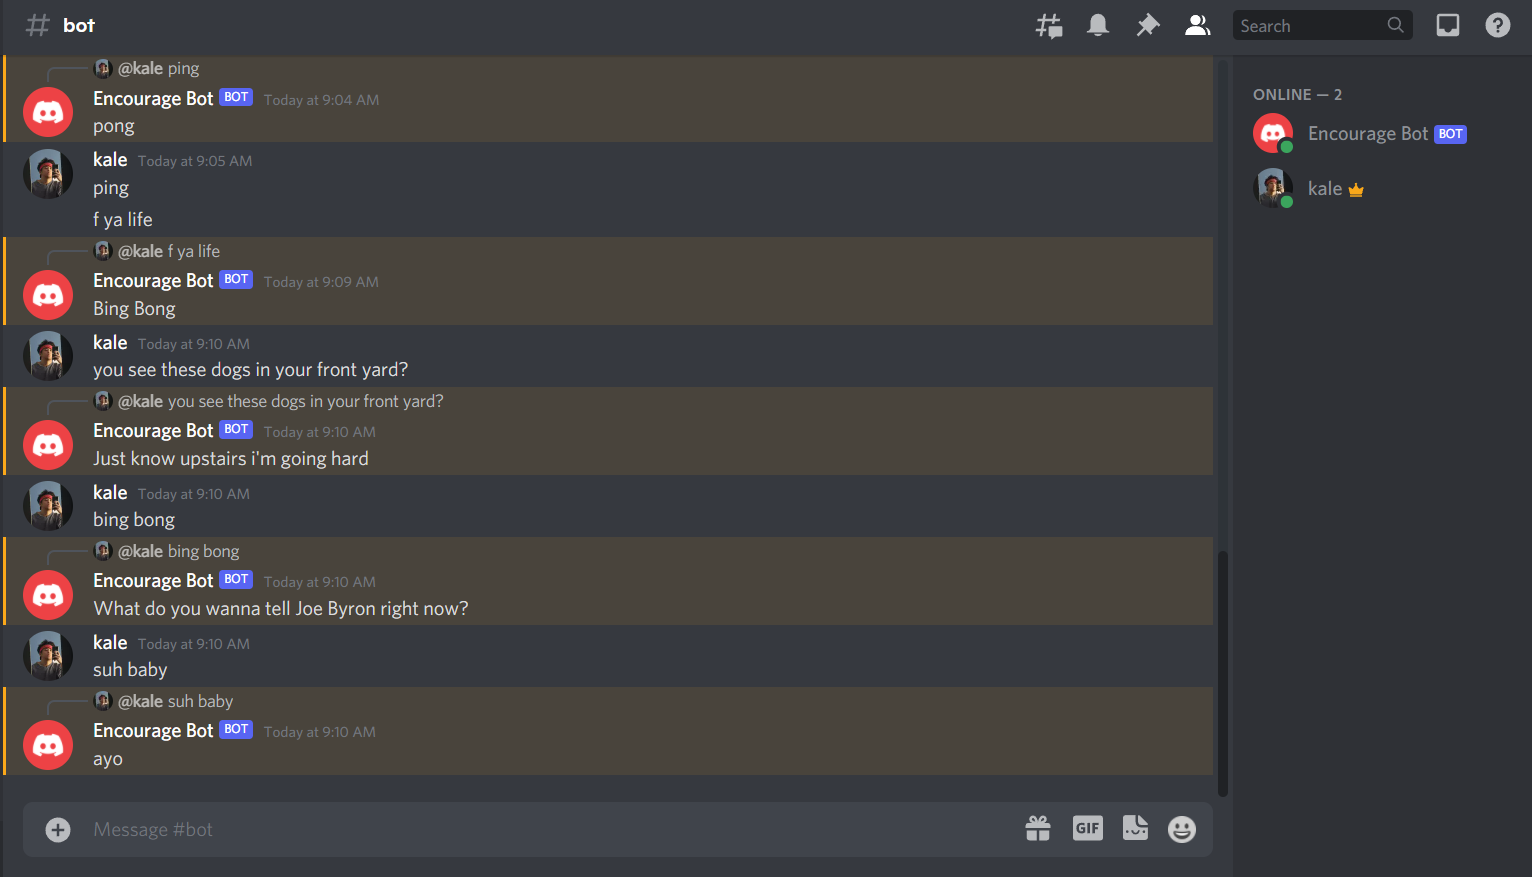 bot
Search
@kale ping
Encourage Bot BOT Today at 9:04 AM
pong
kale Today at 9:05 AM
ping
f ya life
@kale f ya life
Encourage Bot BOT Today at 9:09 AM
Bing Bong
kale Today at 9:10 AM
you see these dogs in your front yard?
@kale you see these dogs in your front yard?
Encourage Bot BOT Today at 9:10 AM
Just know upstairs i'm going hard
kale Today at 9:10 AM
bing bong
@kale bing bong
Encourage Bot BOT Today at 9:10 AM
What do you wanna tell Joe Byron right now?
kale Today at 9:10 AM
suh baby
@kale suh baby
Encourage Bot BOT Today at 9:10 AM
ayo
Message #bot
GIF
ONLINE — 2
Encourage Bot BOT
kale